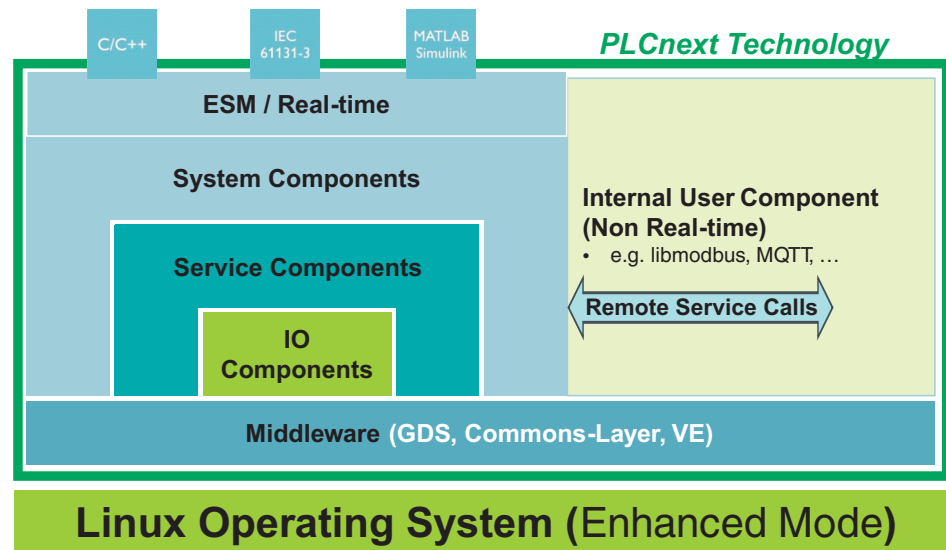 C/C++
IEC
61131-3
MATLAB
Simulink
PLCnext Technology
ESM / Real-time
System Components
Service Components
IO
Components
Internal User Component
(Non Real-time)
• e.g. libmodbus, MQTT, …
Remote Service Calls
Middleware (GDS, Commons-Layer, VE)
Linux Operating System (Enhanced Mode)